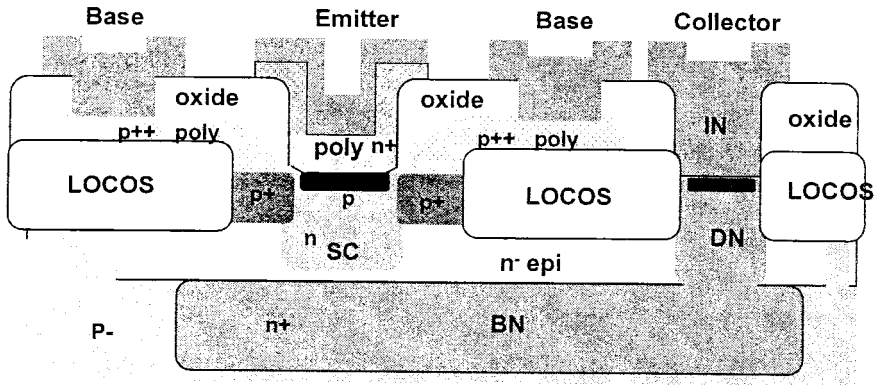 Base Emitter Base Collector
oxide oxide IN oxide
p++ poly poly n+ p++ poly
LOCOS p+ p p+ LOCOS LOCOS
n SC DN
n- epi
P- n+ BN